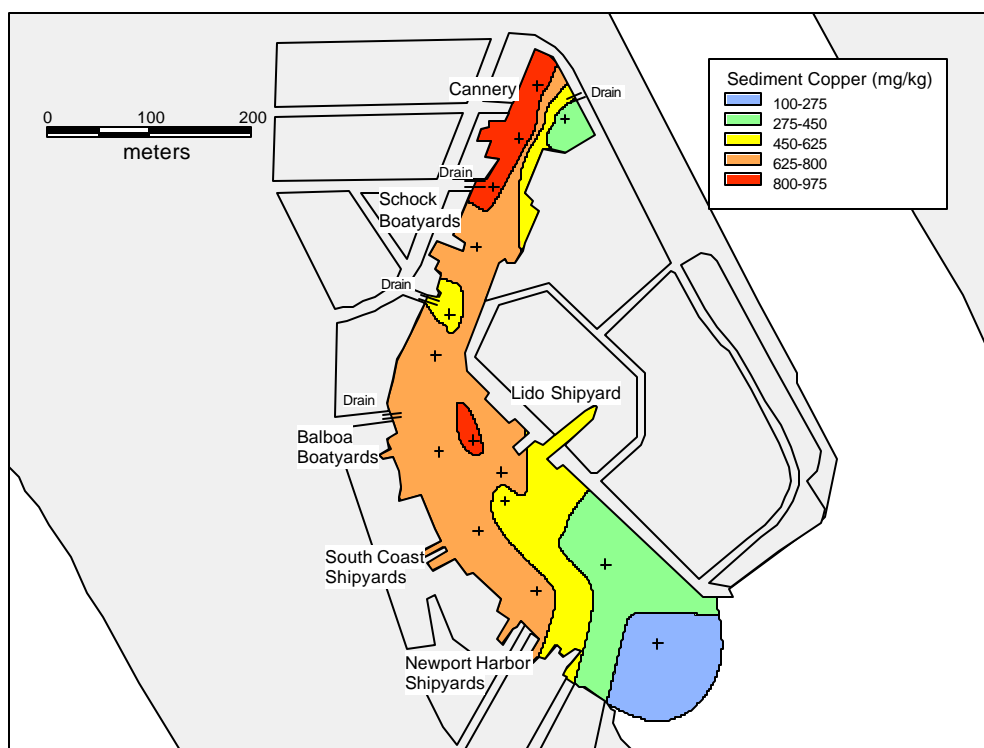 Cannery
Drain
Sediment Copper (mg/kg)
100-275
275-450
450-625
625-800
800-975
0 100 200
meters
Drain
Schock
Boatyards
Drain
Lido Shipyard
Drain
Balboa
Boatyards
South Coast
Shipyards
Newport Harbor
Shipyards